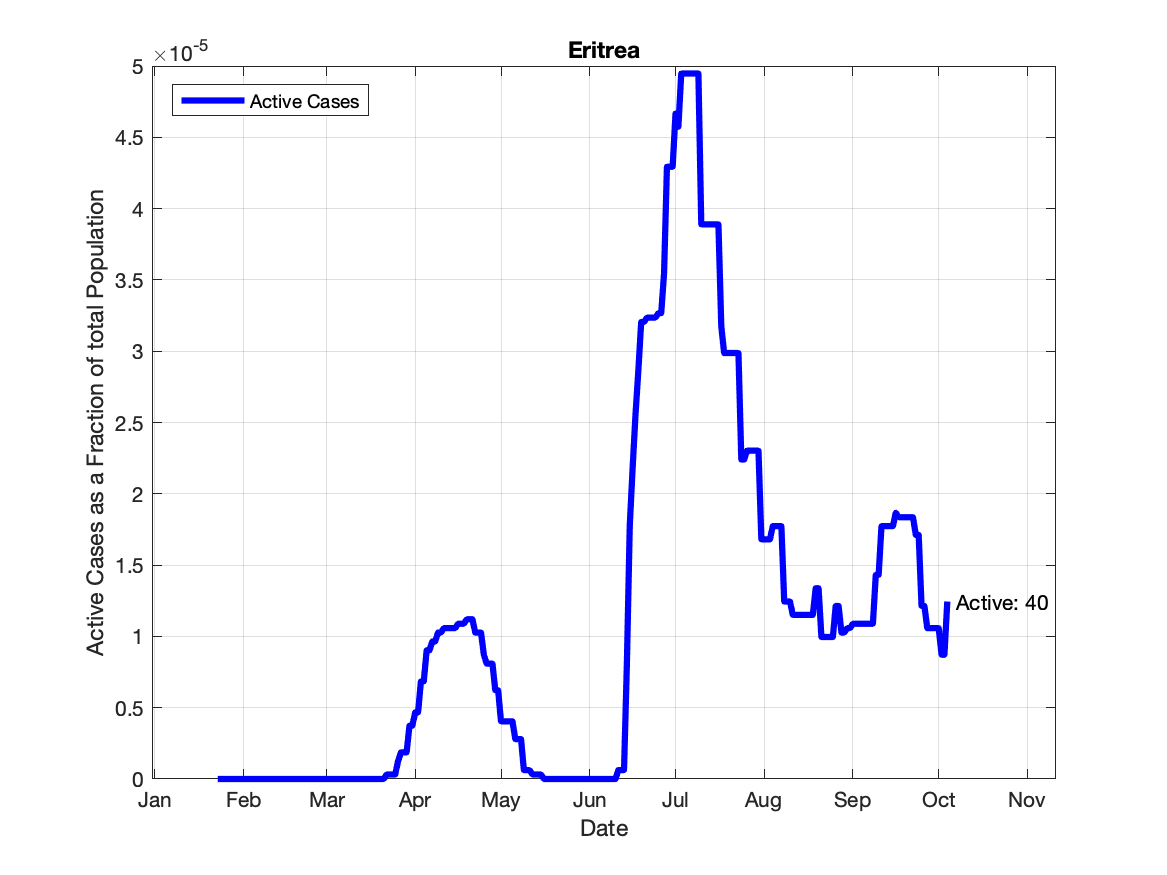 Eritrea
×10-5
Active Cases
5
4.5
4
3.5
3
2.5
2
1.5
1
0.5
0
Active Cases as a Fraction of total Population
Active: 40
Jan Feb Mar Apr May Jun Jul Aug Sep Oct Nov
Date